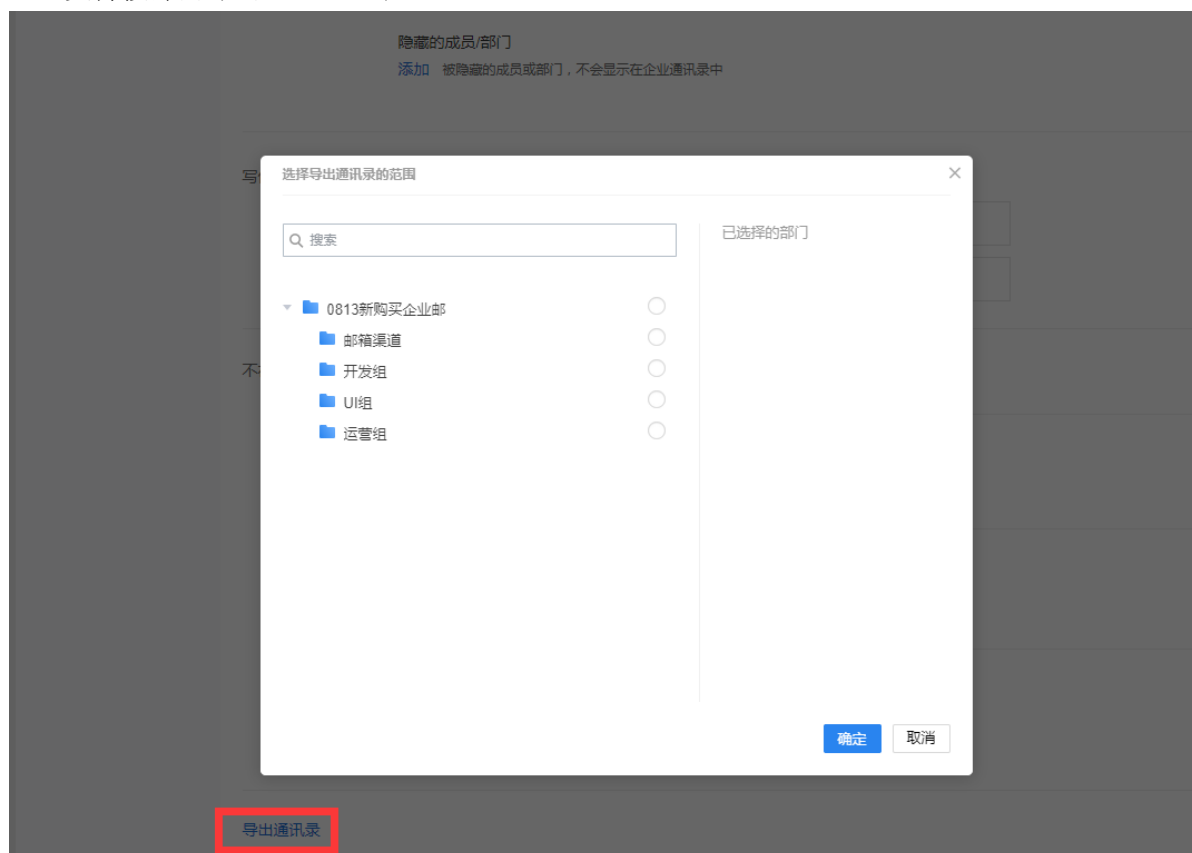 隐藏的成员/部门
添加 被隐藏的成员或部门，不会显示在企业通讯录中
写
选择导出通讯录的范围
搜索
已选择的部门
0813新购买企业邮
邮箱渠道
不
开发组
UI组
运营组
确定 取消
导出通讯录